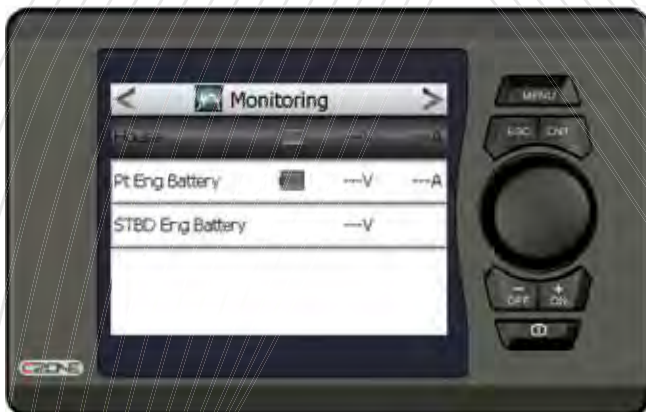 < Monitoring >
House ---V ---A
Pt Eng Battery ---V ---A
STBD Eng Battery ---V
MENU
ESC ENT
− OFF + ON
CZONE